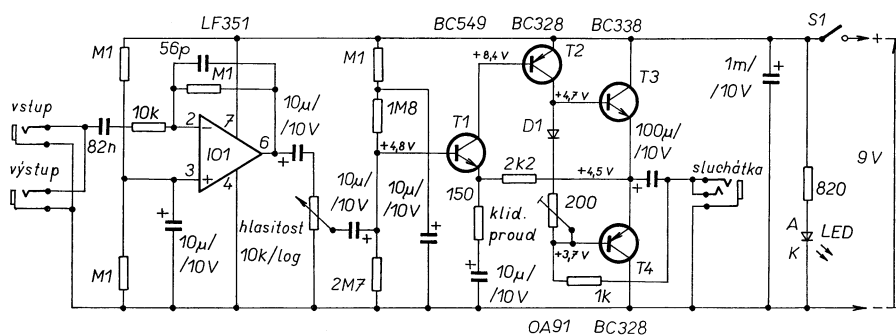 LF351
BC549
BC328
BC338
S1
+
M1
56p
M1
M1
+8,4 V
T2
T3
1m/
/10V
vstup
82n
10k
2
7
6
IO1
3
4
10µ/
/10V
1M8
T1
+4,7 V
D1
100µ/
/10V
9V
+4,8V
2k2
+4,5 V
sluchátka
výstup
150
820
10µ/
/10V
M1
hlasitost
10k/log
10µ/
/10V
10µ/
/10V
klid.
proud
200
+3,7 V
T4
A
K
LED
2M7
10µ/
/10V
1k
OA91
BC328